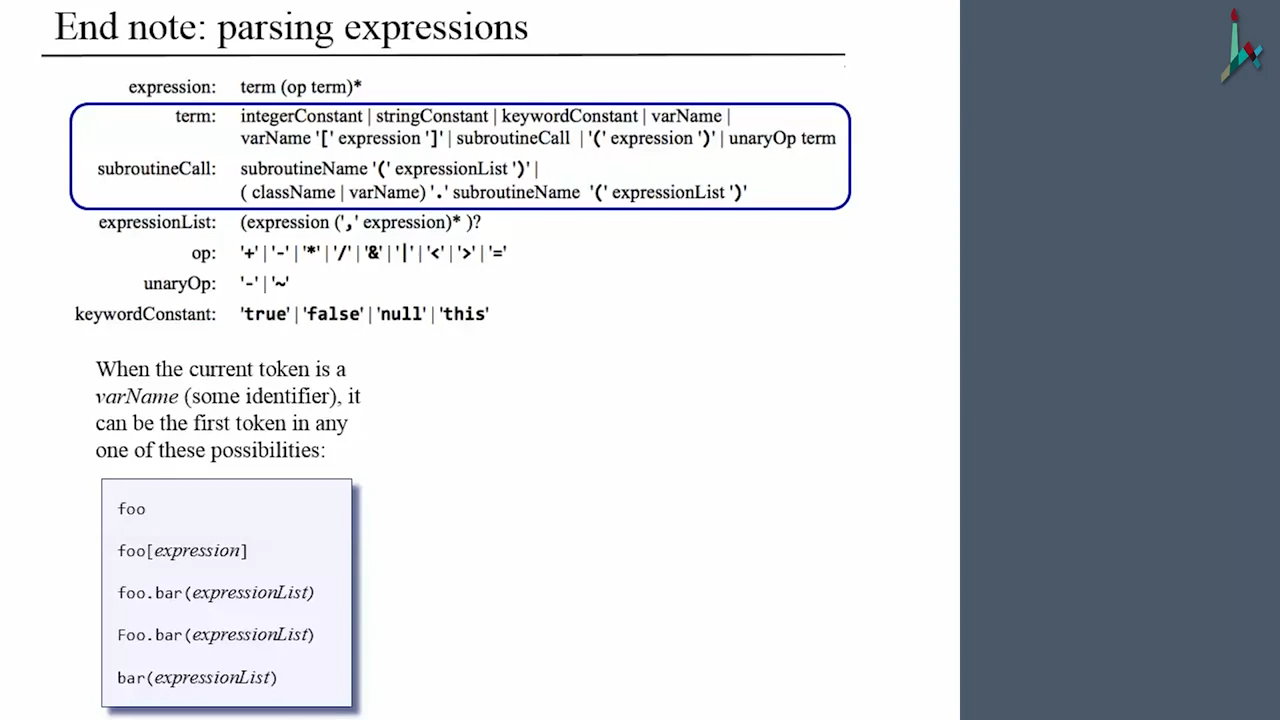 End note: parsing expressions
expression: term (op term)*
term: integerConstant | stringConstant | keywordConstant | varName |
varName '[' expression ']' | subroutineCall | '(' expression ')' | unaryOp term
subroutineCall: subroutineName '(' expressionList ')' |
( className | varName) '.' subroutineName '(' expressionList ')'
expressionList: (expression (',' expression)* )?
op: '+' | '-' | '*' | '/' | '&' | '|' | '<' | '>' | '='
unaryOp: '-' | '~'
keywordConstant: 'true' | 'false' | 'null' | 'this'
When the current token is a
varName (some identifier), it
can be the first token in any
one of these possibilities:
foo
foo[expression]
foo.bar(expressionList)
Foo.bar(expressionList)
bar(expressionList)